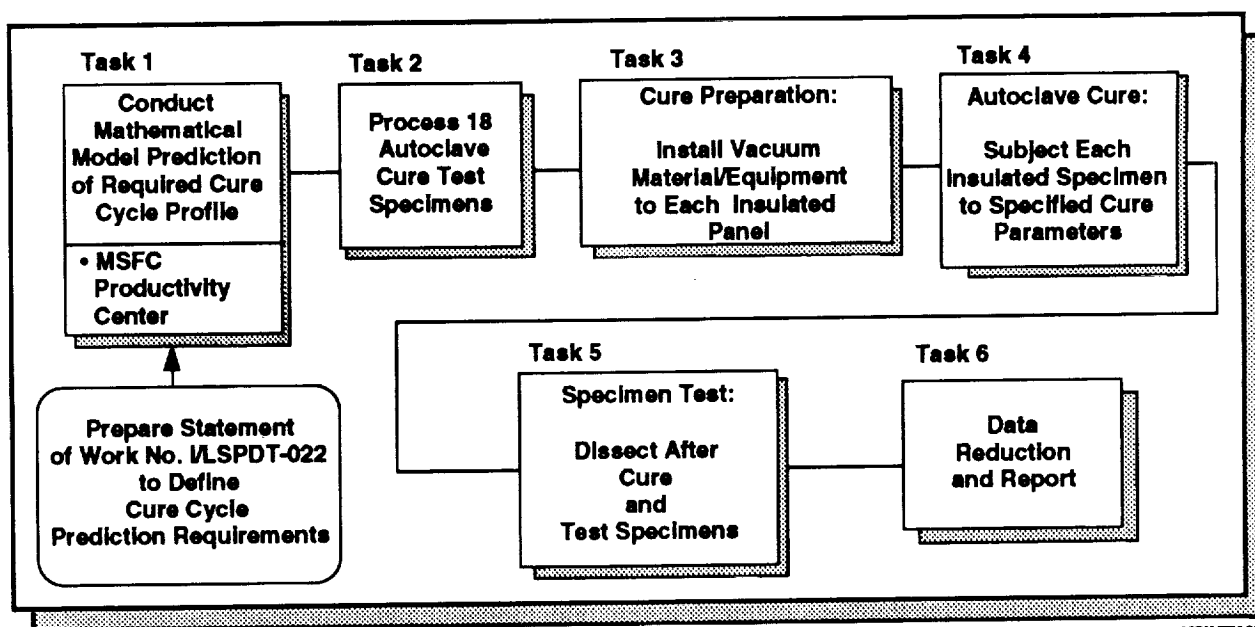 Task 1
Conduct
Mathematical
Model Prediction
of Required Cure
Cycle Profile
• MSFC
Productivity
Center
Prepare Statement
of Work No. I/LSPDT-022
to Define
Cure Cycle
Prediction Requirements
Task 2
Process 18
Autoclave
Cure Test
Specimens
Task 3
Cure Preparation:
Install Vacuum
Material/Equipment
to Each Insulated
Panel
Task 4
Autoclave Cure:
Subject Each
Insulated Specimen
to Specified Cure
Parameters
Task 5
Specimen Test:
Dissect After
Cure
and
Test Specimens
Task 6
Data
Reduction
and Report